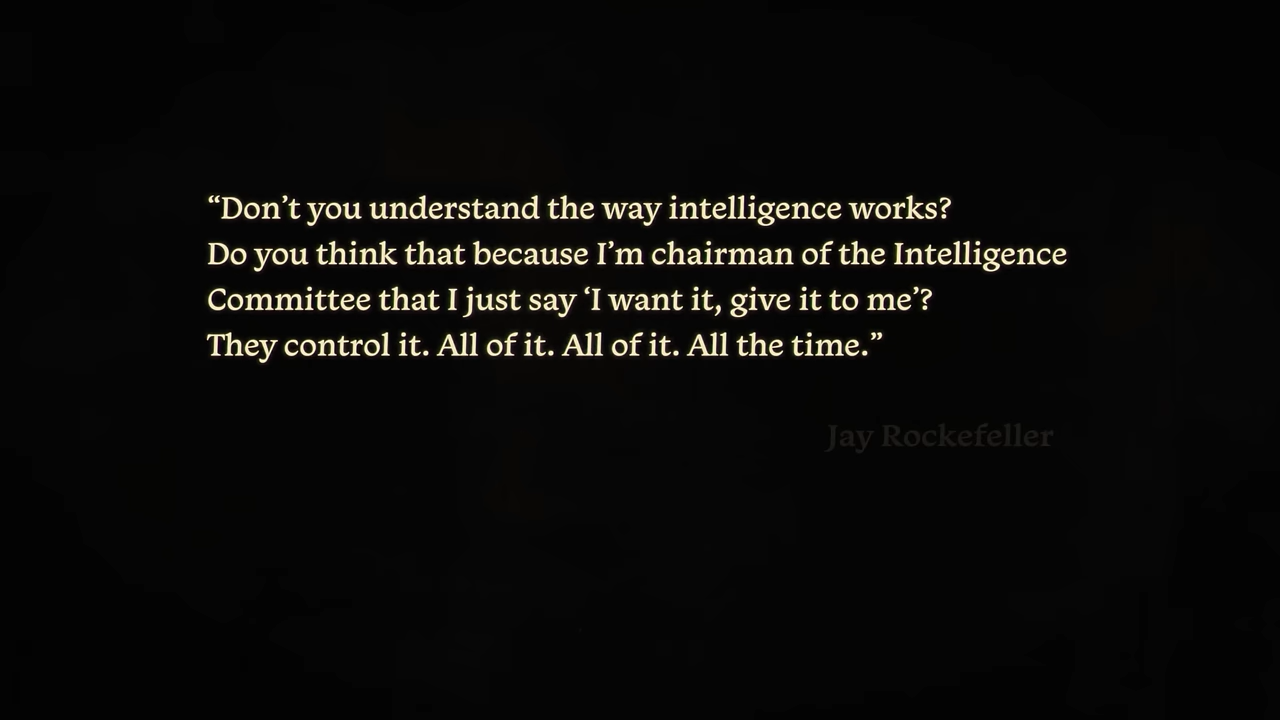 “Don’t you understand the way intelligence works?
Do you think that because I’m chairman of the Intelligence
Committee that I just say ‘I want it, give it to me’?
They control it. All of it. All of it. All the time.”
Jay Rockefeller